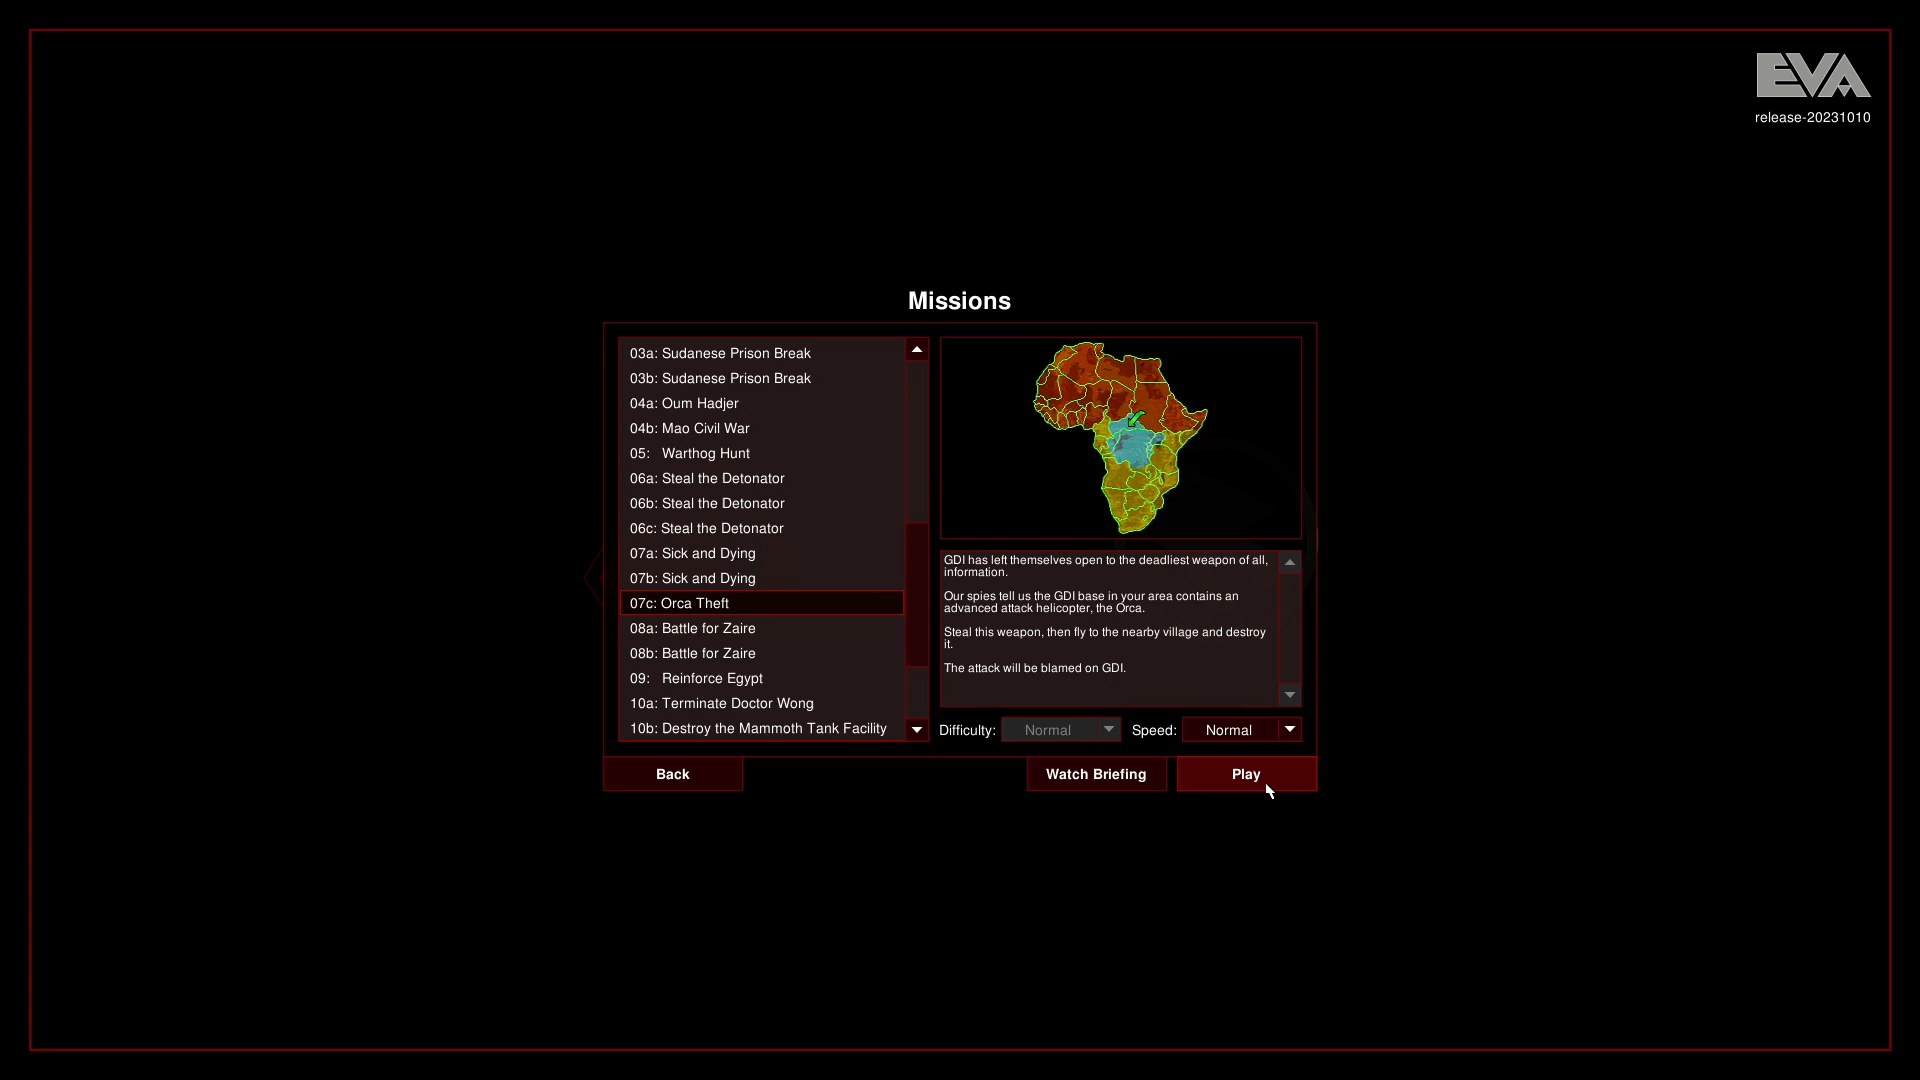 EVA
release-20231010
Missions
03a: Sudanese Prison Break
03b: Sudanese Prison Break
04a: Oum Hadjer
04b: Mao Civil War
05: Warthog Hunt
06a: Steal the Detonator
06b: Steal the Detonator
06c: Steal the Detonator
07a: Sick and Dying
07b: Sick and Dying
07c: Orca Theft
08a: Battle for Zaire
08b: Battle for Zaire
09: Reinforce Egypt
10a: Terminate Doctor Wong
10b: Destroy the Mammoth Tank Facility
GDI has left themselves open to the deadliest weapon of all,
information.
Our spies tell us the GDI base in your area contains an
advanced attack helicopter, the Orca.
Steal this weapon, then fly to the nearby village and destroy
it.
The attack will be blamed on GDI.
Difficulty: Normal Speed: Normal
Back Watch Briefing Play